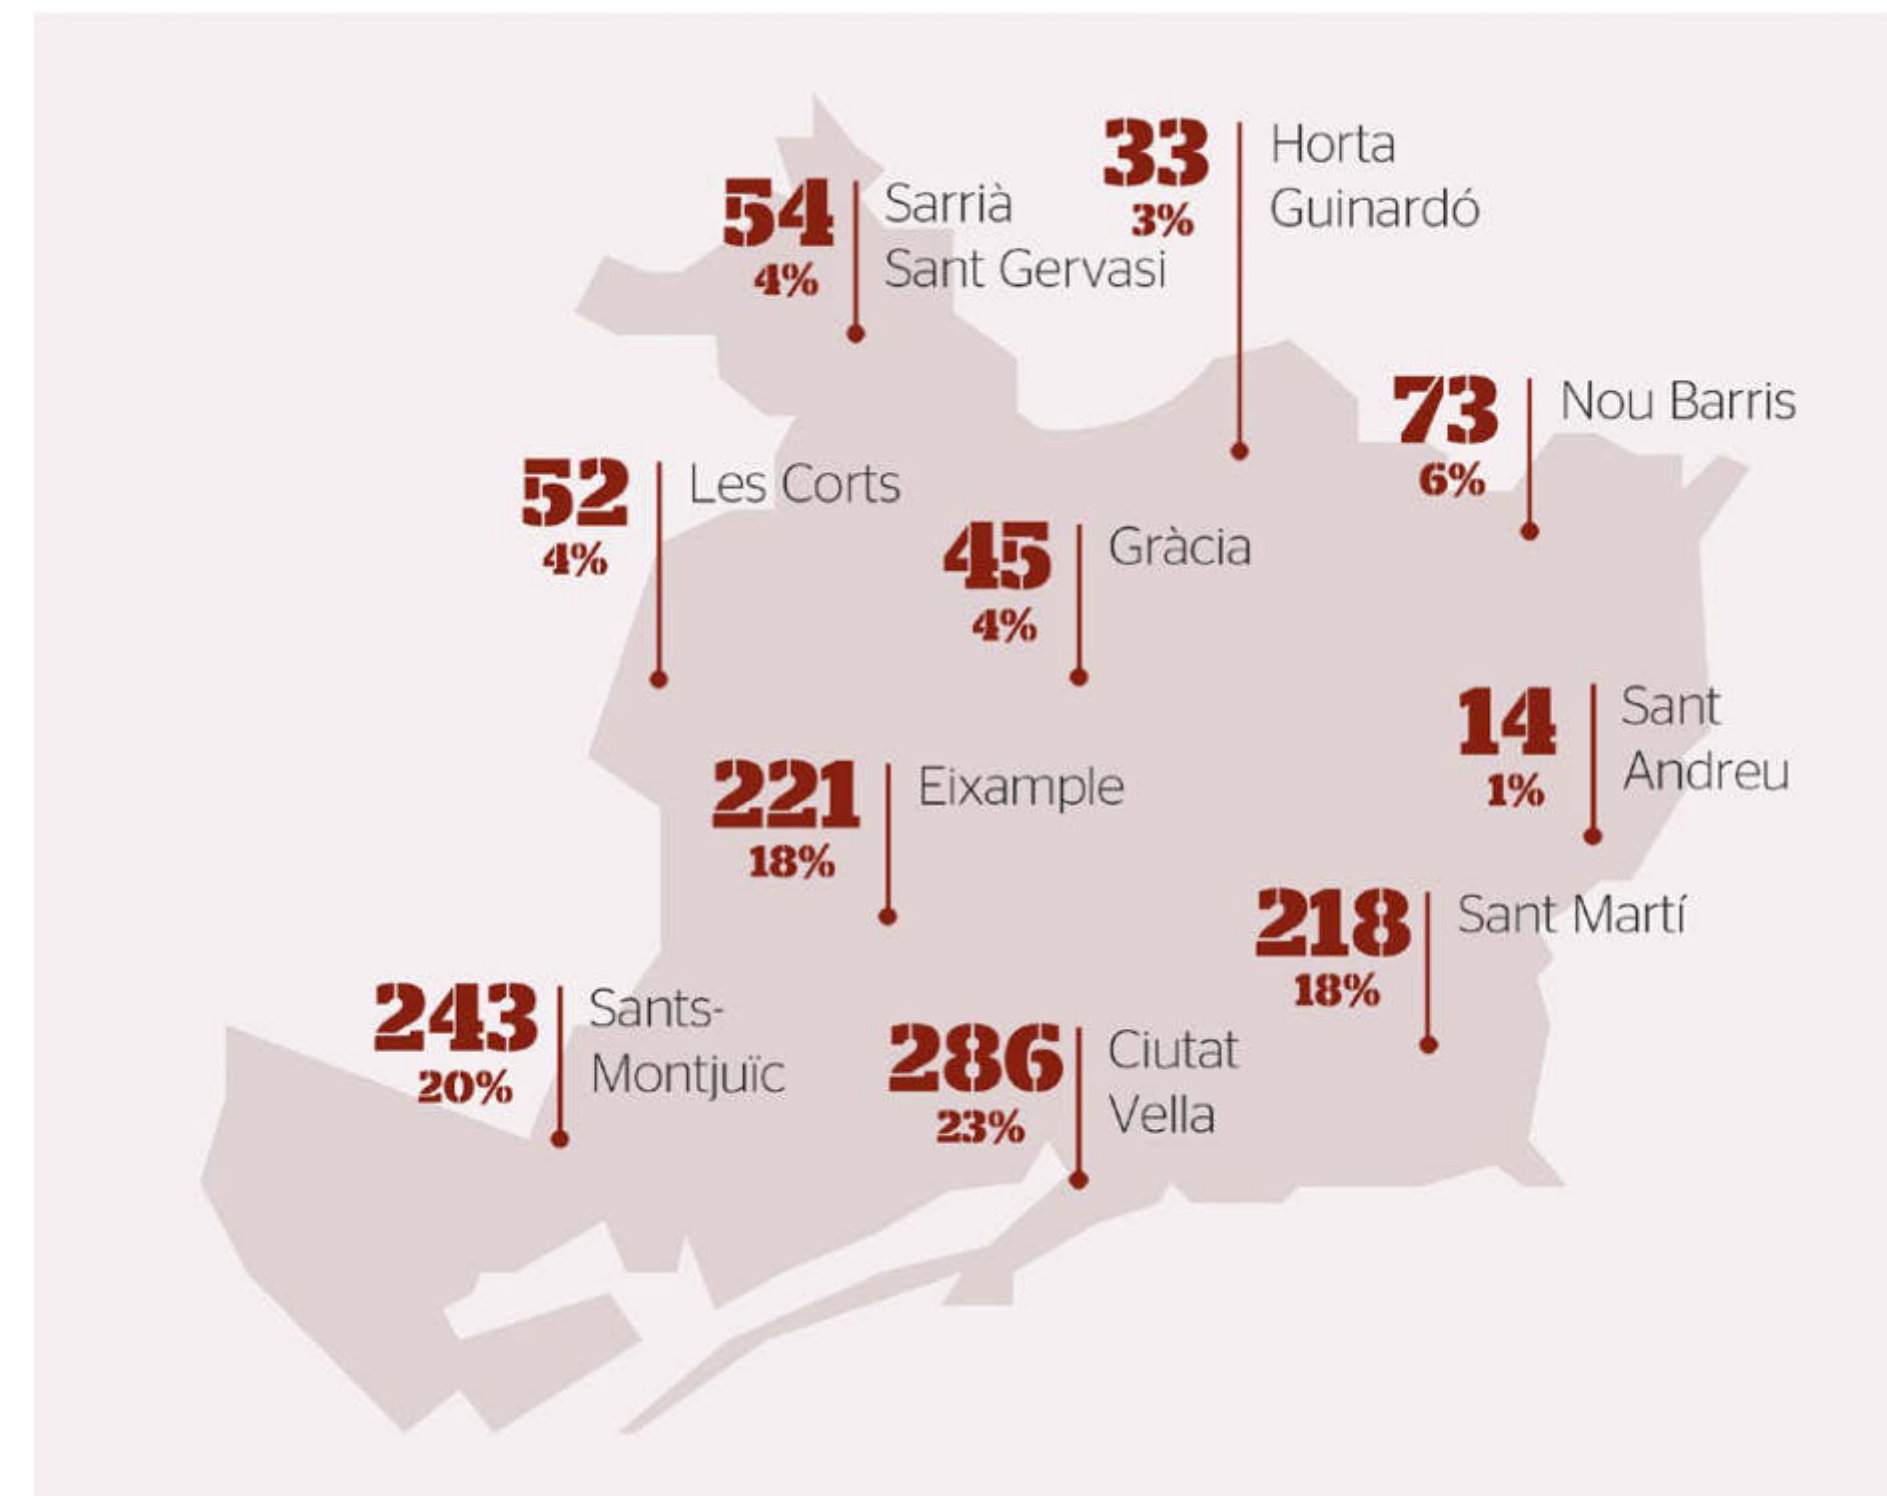 33
3%
Horta
Guinardó
54
4%
Sarrià
Sant Gervasi
73
6%
Nou Barris
52
4%
Les Corts
45
4%
Gràcia
14
1%
Sant
Andreu
221
18%
Eixample
218
18%
Sant Martí
243
20%
Sants-
Montjuïc
286
23%
Ciutat
Vella